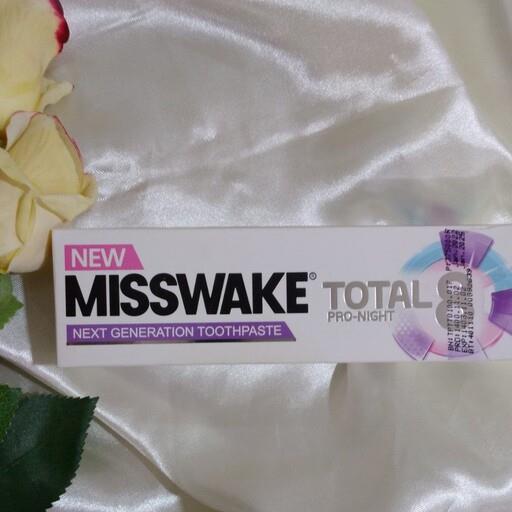 NEW
MISSWAKE®
NEXT GENERATION TOOTHPASTE
TOTAL 8
PRO-NIGHT